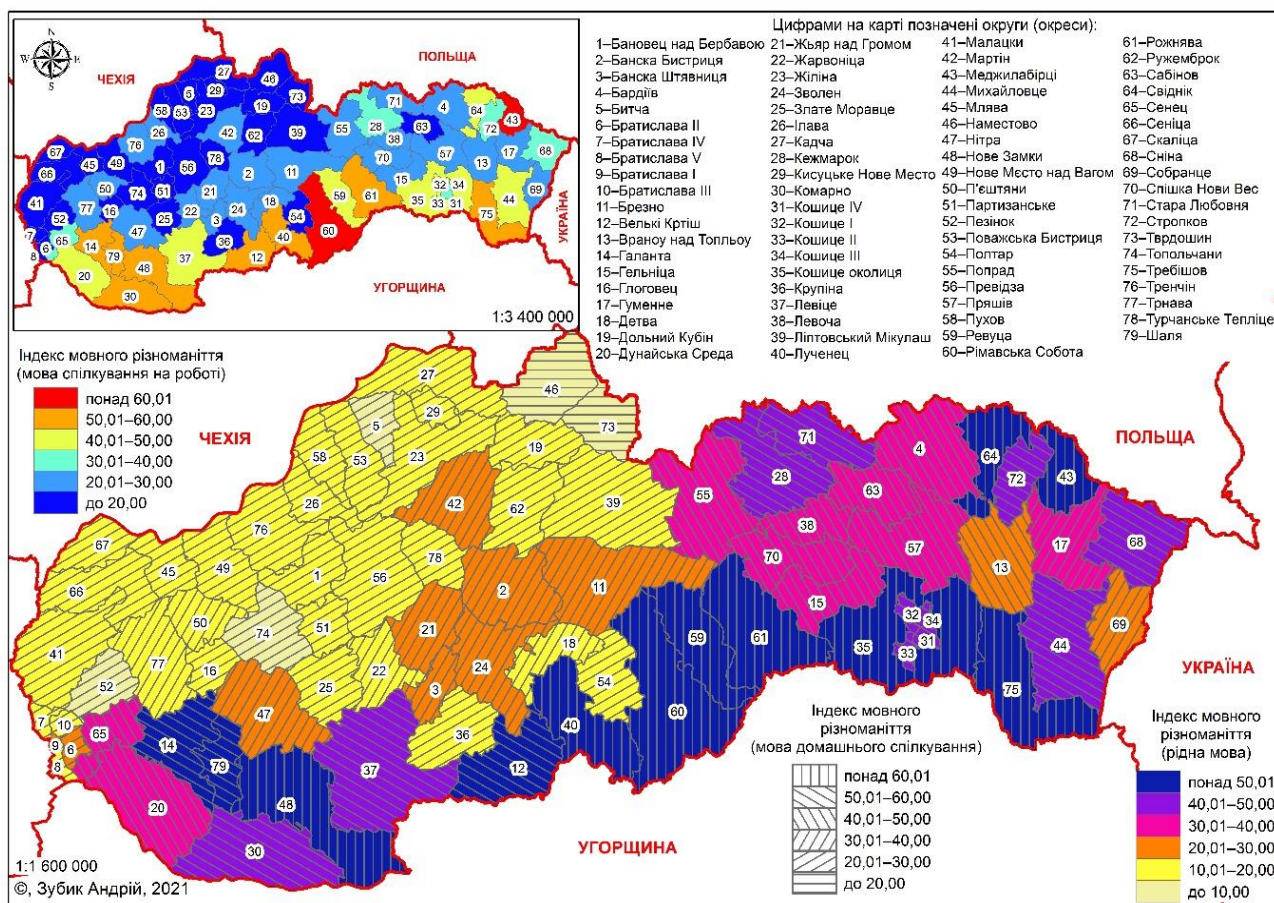 Цифрами на карті позначені округи (окреси):
1–Бановец над Бербавою
2–Банска Бистриця
3–Банска Штявниця
4–Бардіїв
5–Битча
6–Братислава II
7–Братислава IV
8–Братислава V
9–Братислава I
10–Братислава III
11–Брезно
12–Велькі Кртіш
13–Враноу над Топльоу
14–Галанта
15–Гельніца
16–Глоговец
17–Гуменне
18–Детва
19–Дольний Кубін
20–Дунайська Среда
21–Жьяр над Громом
22–Жарвоніца
23–Жіліна
24–Зволен
25–Злате Моравце
26–Ілава
27–Кадча
28–Кежмарок
29–Кисуцьке Нове Место
30–Комарно
31–Кошице IV
32–Кошице I
33–Кошице II
34–Кошице III
35–Кошице околиця
36–Крупіна
37–Левіце
38–Левоча
39–Ліптовський Мікулаш
40–Лученец
41–Малацки
42–Мартін
43–Меджилабірці
44–Михайловце
45–Млява
46–Наместово
47–Нітра
48–Нове Замки
49–Нове Мєсто над Вагом
50–П'єштяни
51–Партизанське
52–Пезінок
53–Поважська Бистриця
54–Полтар
55–Попрад
56–Превідза
57–Пряшів
58–Пухов
59–Ревуца
60–Рімавська Собота
61–Рожнява
62–Ружемброк
63–Сабінов
64–Свіднік
65–Сенец
66–Сеніца
67–Скаліца
68–Сніна
69–Собранце
70–Спішка Нови Вес
71–Стара Любовня
72–Стропков
73–Твrдошин
74–Топольчани
75–Требішов
76–Тренчін
77–Трнава
78–Турчанське Тепліце
79–Шаля
N
W E
S
ЧЕХІЯ
ПОЛЬЩА
УКРАЇНА
УГОРЩИНА
1:3 400 000
Індекс мовного різноманіття
(мова спілкування на роботі)
понад 60,01
50,01–60,00
40,01–50,00
30,01–40,00
20,01–30,00
до 20,00
ЧЕХІЯ
ПОЛЬЩА
УКРАЇНА
УГОРЩИНА
Індекс мовного
різноманіття
(мова домашнього спілкування)
понад 60,01
50,01–60,00
40,01–50,00
30,01–40,00
20,01–30,00
до 20,00
Індекс мовного
різноманіття
(рідна мова)
понад 50,01
40,01–50,00
30,01–40,00
20,01–30,00
10,01–20,00
до 10,00
1:1 600 000
©, Зубик Андрій, 2021